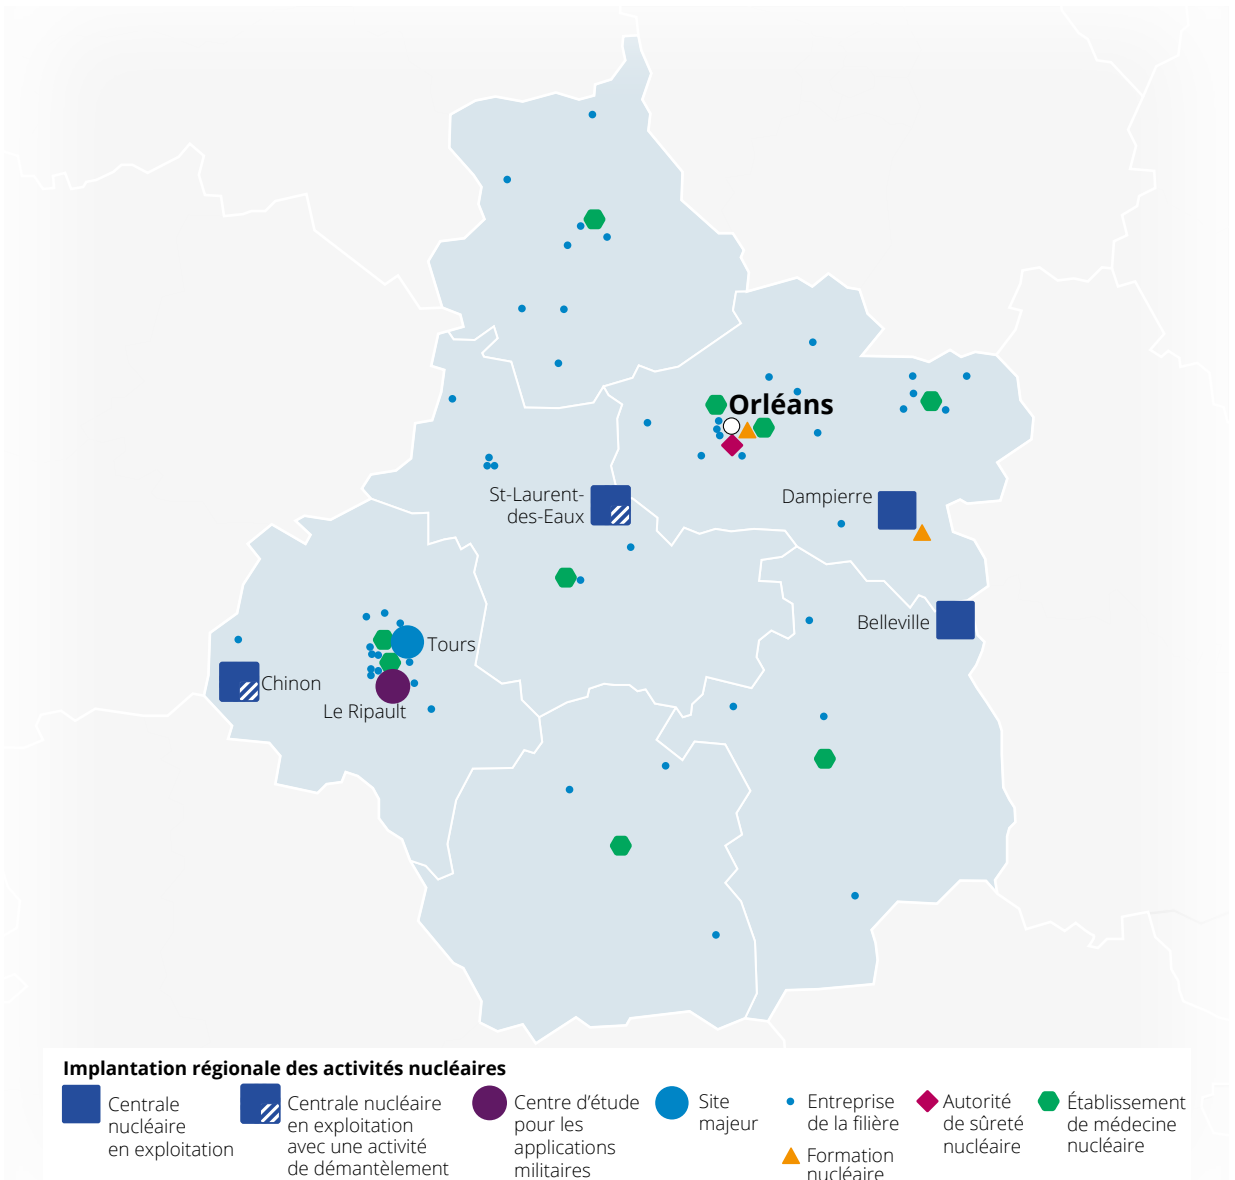 Orléans
St-Laurent-
des-Eaux
Dampierre
Belleville
Tours
Chinon
Le Ripault
Implantation régionale des activités nucléaires
Centrale
nucléaire
en exploitation
Centrale nucléaire
en exploitation
avec une activité
de démantèlement
Centre d'étude
pour les
applications
militaires
Site
majeur
Entreprise
de la filière
Formation
nucléaire
Autorité
de sûreté
nucléaire
Établissement
de médecine
nucléaire